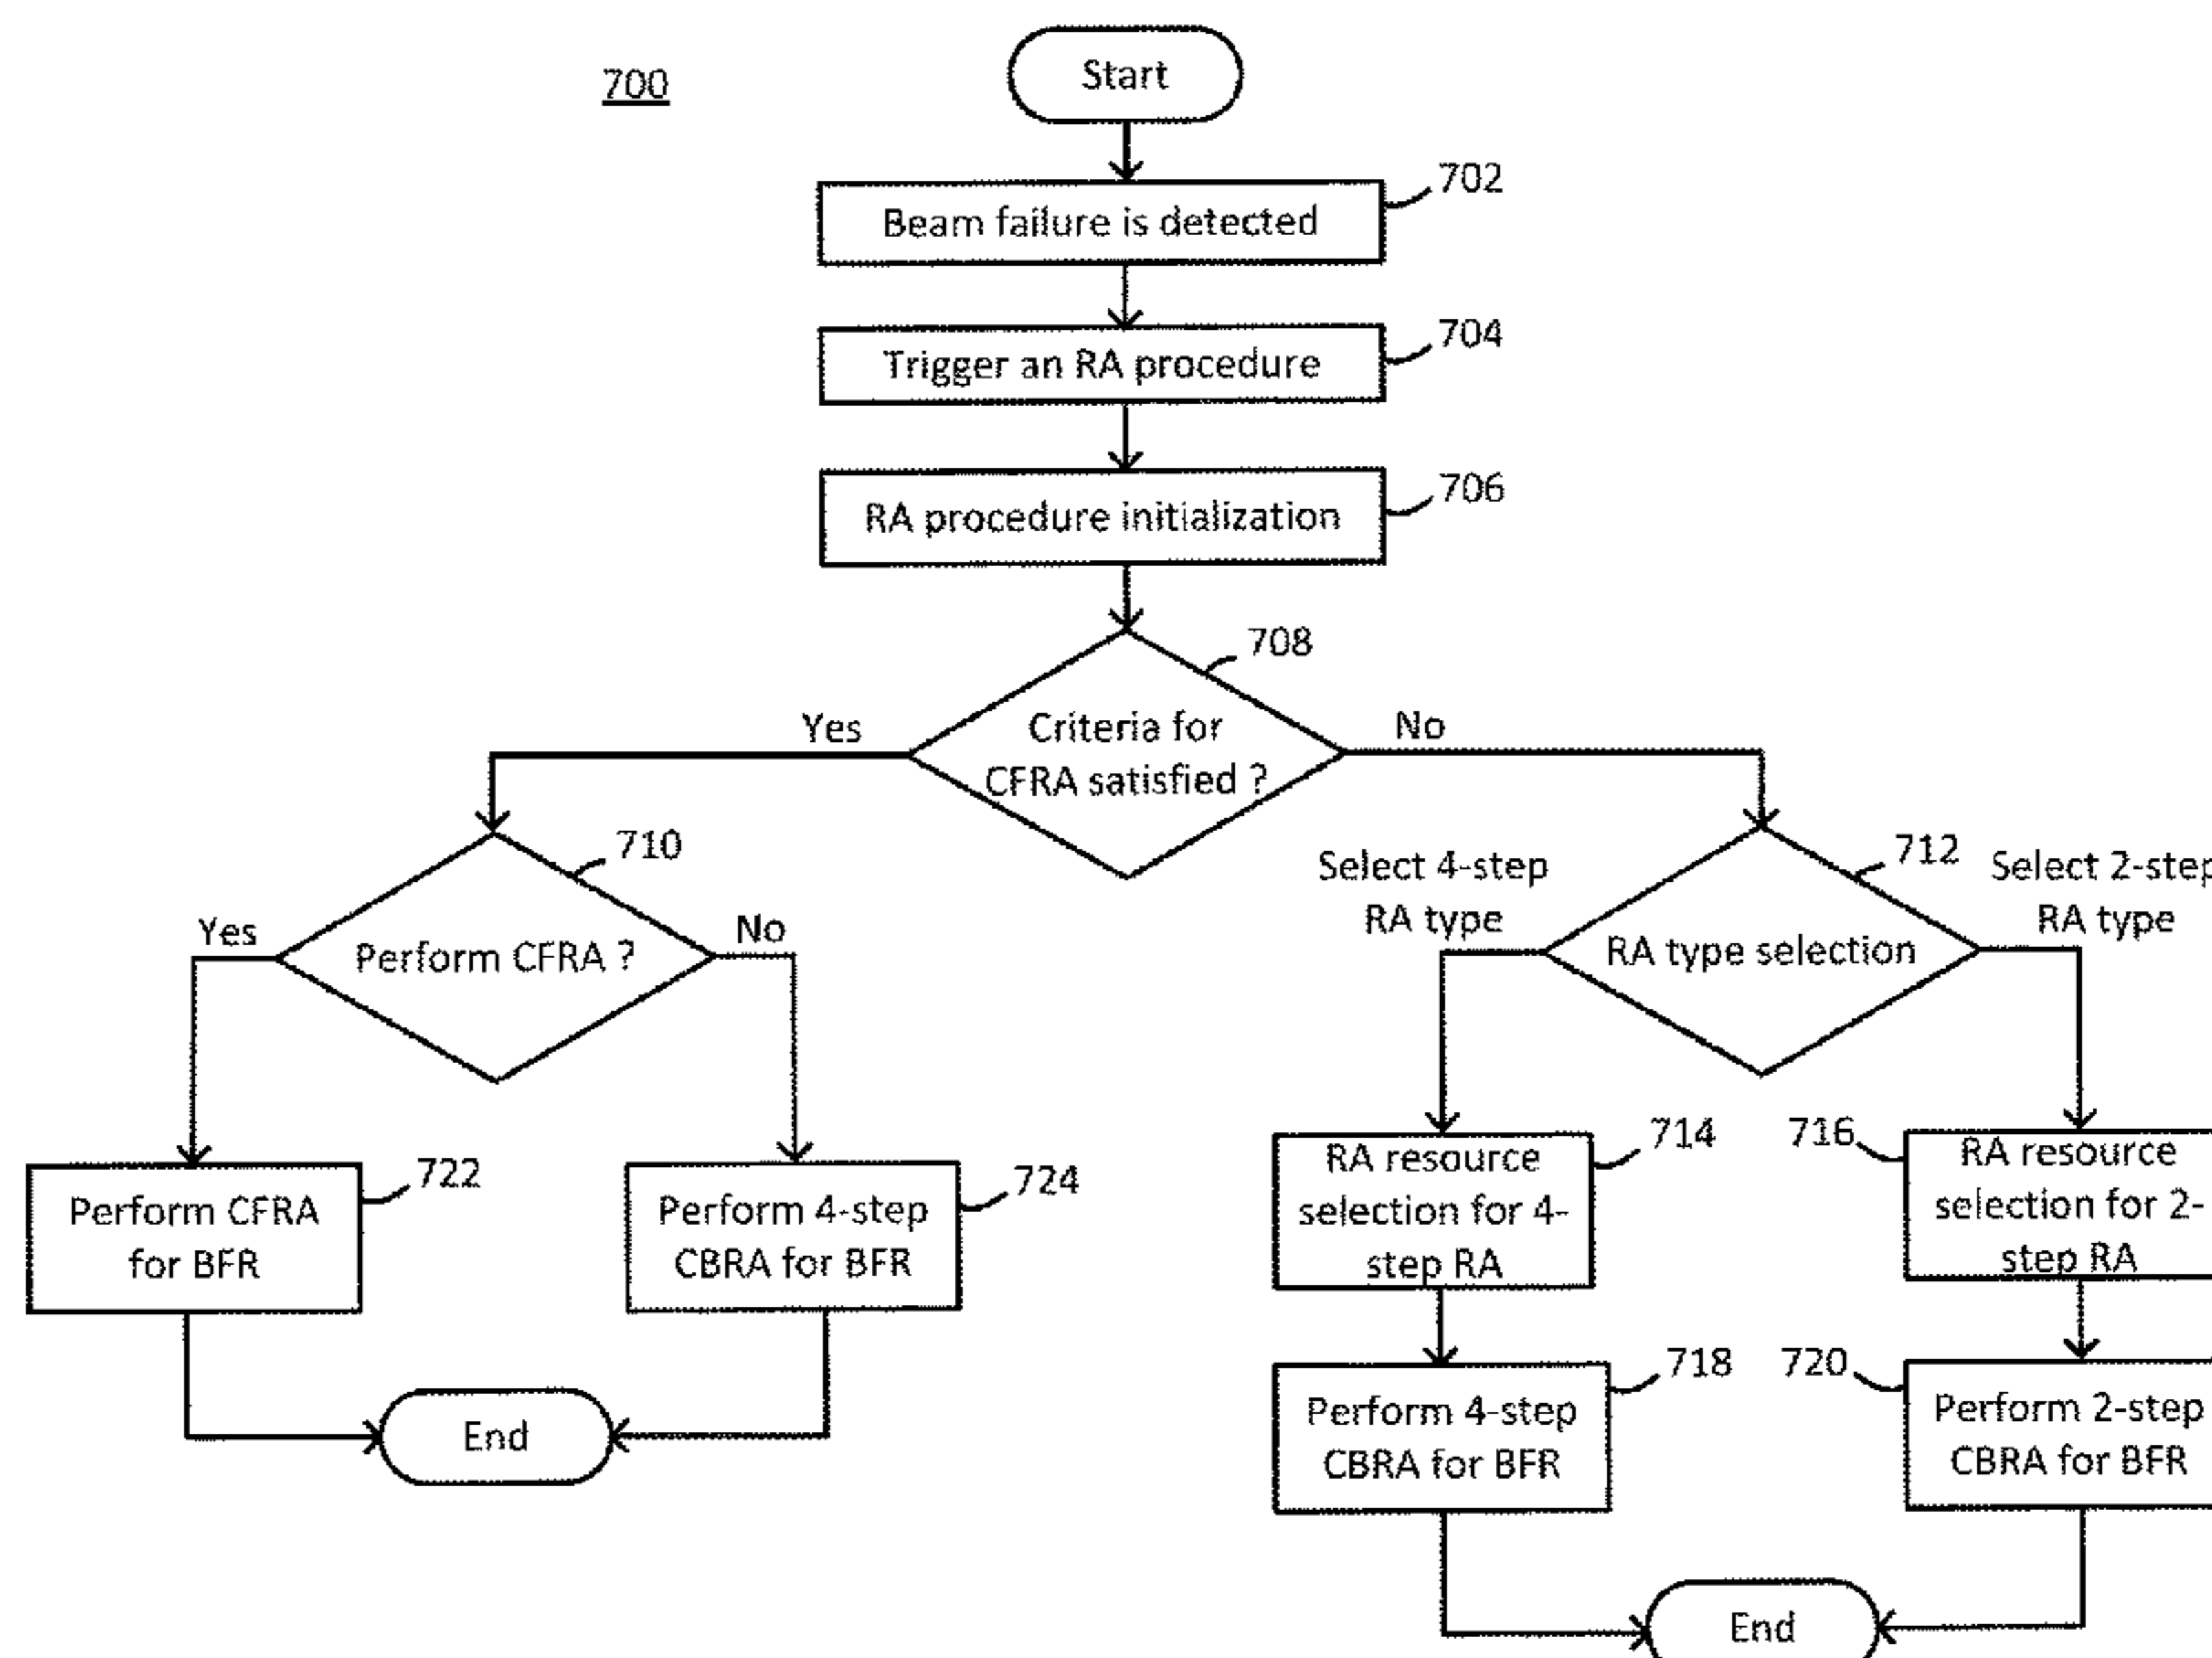 700
Start
702
Beam failure is detected
704
Trigger an RA procedure
706
RA procedure initialization
708
Criteria for
CFRA satisfied ?
Yes
No
710
Perform CFRA ?
Yes
No
712
RA type selection
Select 4-step
RA type
Select 2-step
RA type
722
Perform CFRA
for BFR
724
Perform 4-step
CBRA for BFR
End
714
RA resource
selection for 4-
step RA
716
RA resource
selection for 2-
step RA
718
Perform 4-step
CBRA for BFR
720
Perform 2-step
CBRA for BFR
End